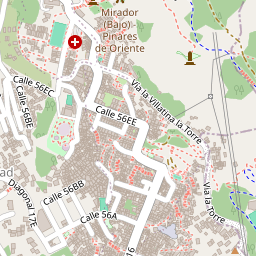 Mirador
(Bajo) -
Pinares
de Oriente
Vía la Villatina la Torre
Calle 56EC
Calle 56BE
Calle 56EE
Diagonal 17E
Calle 56BB
Calle 56A
Vía la Torre